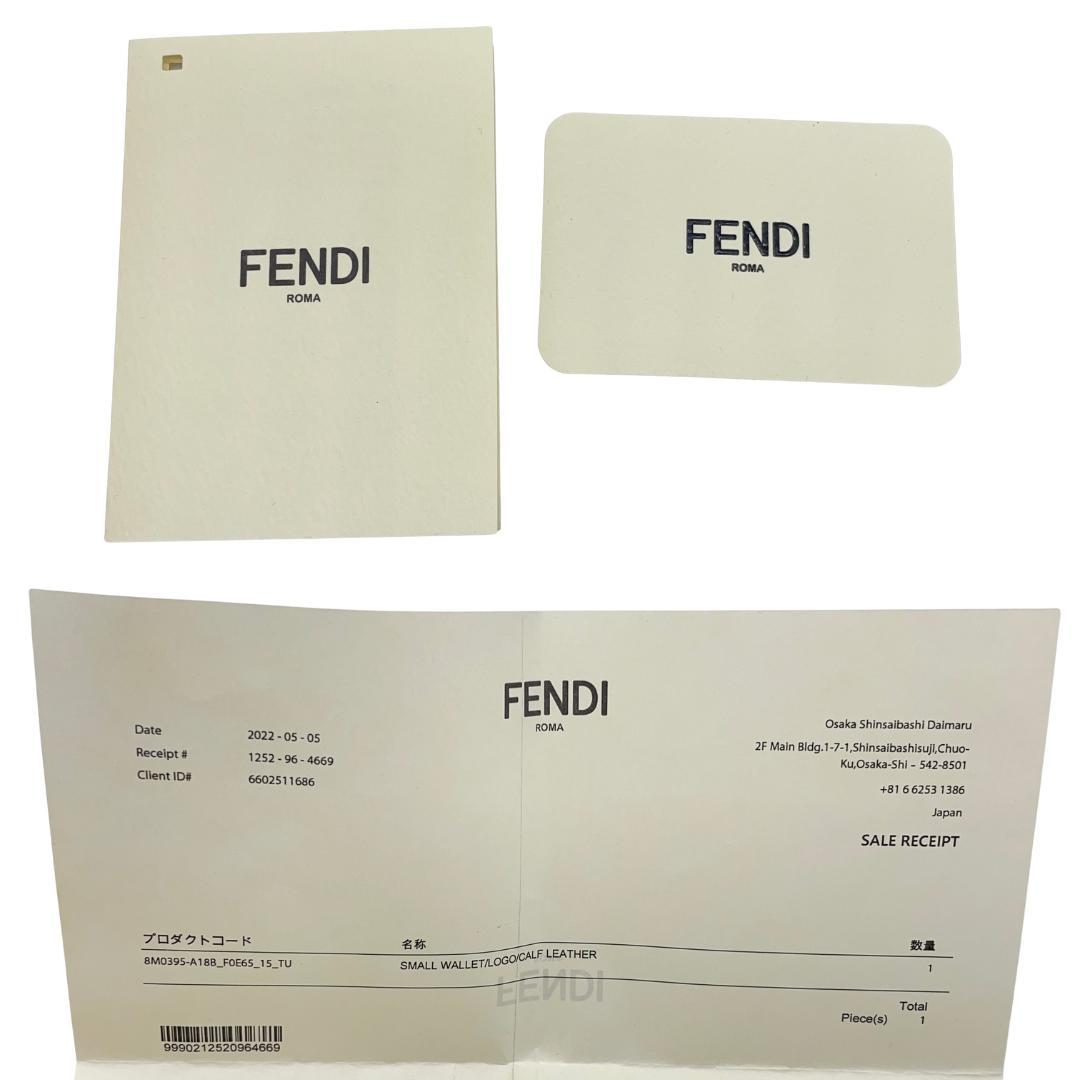 FENDI
ROMA
FENDI
ROMA
FENDI
ROMA
Date 2022 - 05 - 05
Receipt # 1252 - 96 - 4669
Client ID# 6602511686
Osaka Shinsaibashi Daimaru
2F Main Bldg.1-7-1,Shinsaibashisuji,Chuo-
Ku,Osaka-Shi – 542-8501
+81 6 6253 1386
Japan
SALE RECEIPT
プロダクトコード 名称 数量
8M0395-A18B_F0E65_15_TU SMALL WALLET/LOGO/CALF LEATHER 1
FENDI
Total
Piece(s) 1
9990212520964669